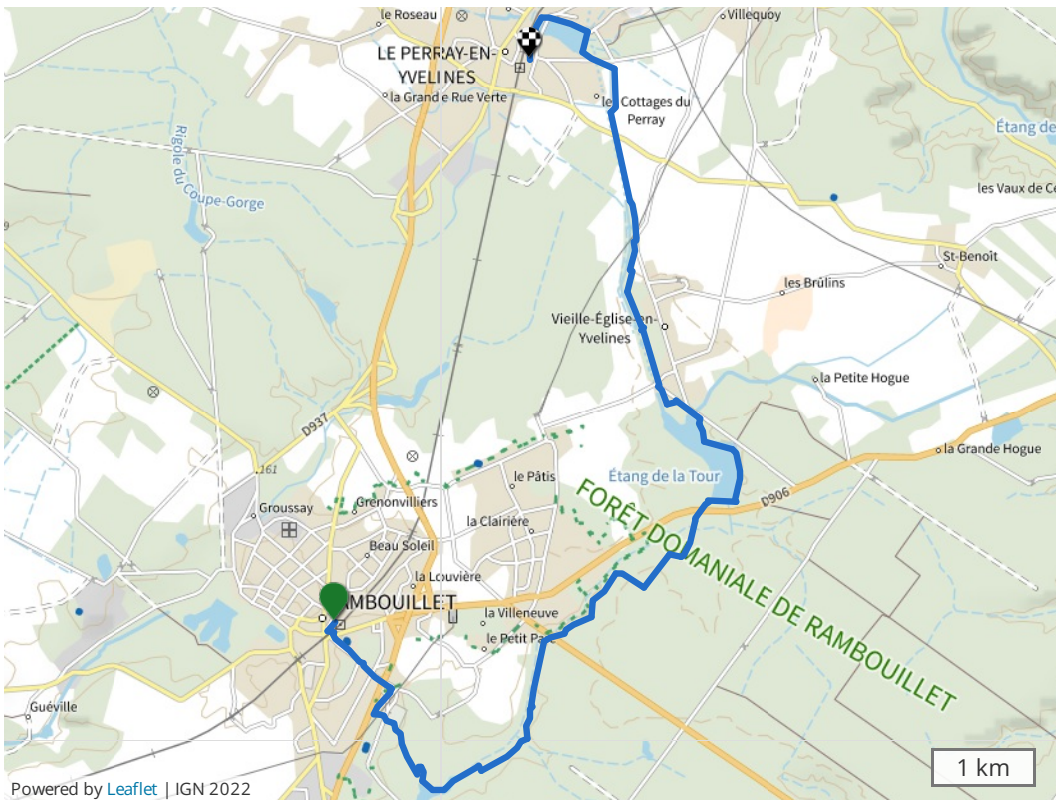 le Roseau
Villequoy
LE PERRAY-EN-
YVELINES
la Grande Rue Verte
les Cottages du
Perray
Étang de
Rigole du Coupe-Gorge
les Vaux de Ce
St-Benoît
les Brûlins
Vieille-Église-en-
Yvelines
la Petite Hogue
D937
161
la Grande Hogue
le Pâtis
Étang de la Tour
D906
Grenonvilliers
Groussay
la Clairière
FORÊT DOMANIALE DE RAMBOUILLET
Beau Soleil
la Louvière
AMBOUILLET
la Villeneuve
le Petit Parc
Guéville
1 km
Powered by Leaflet | IGN 2022